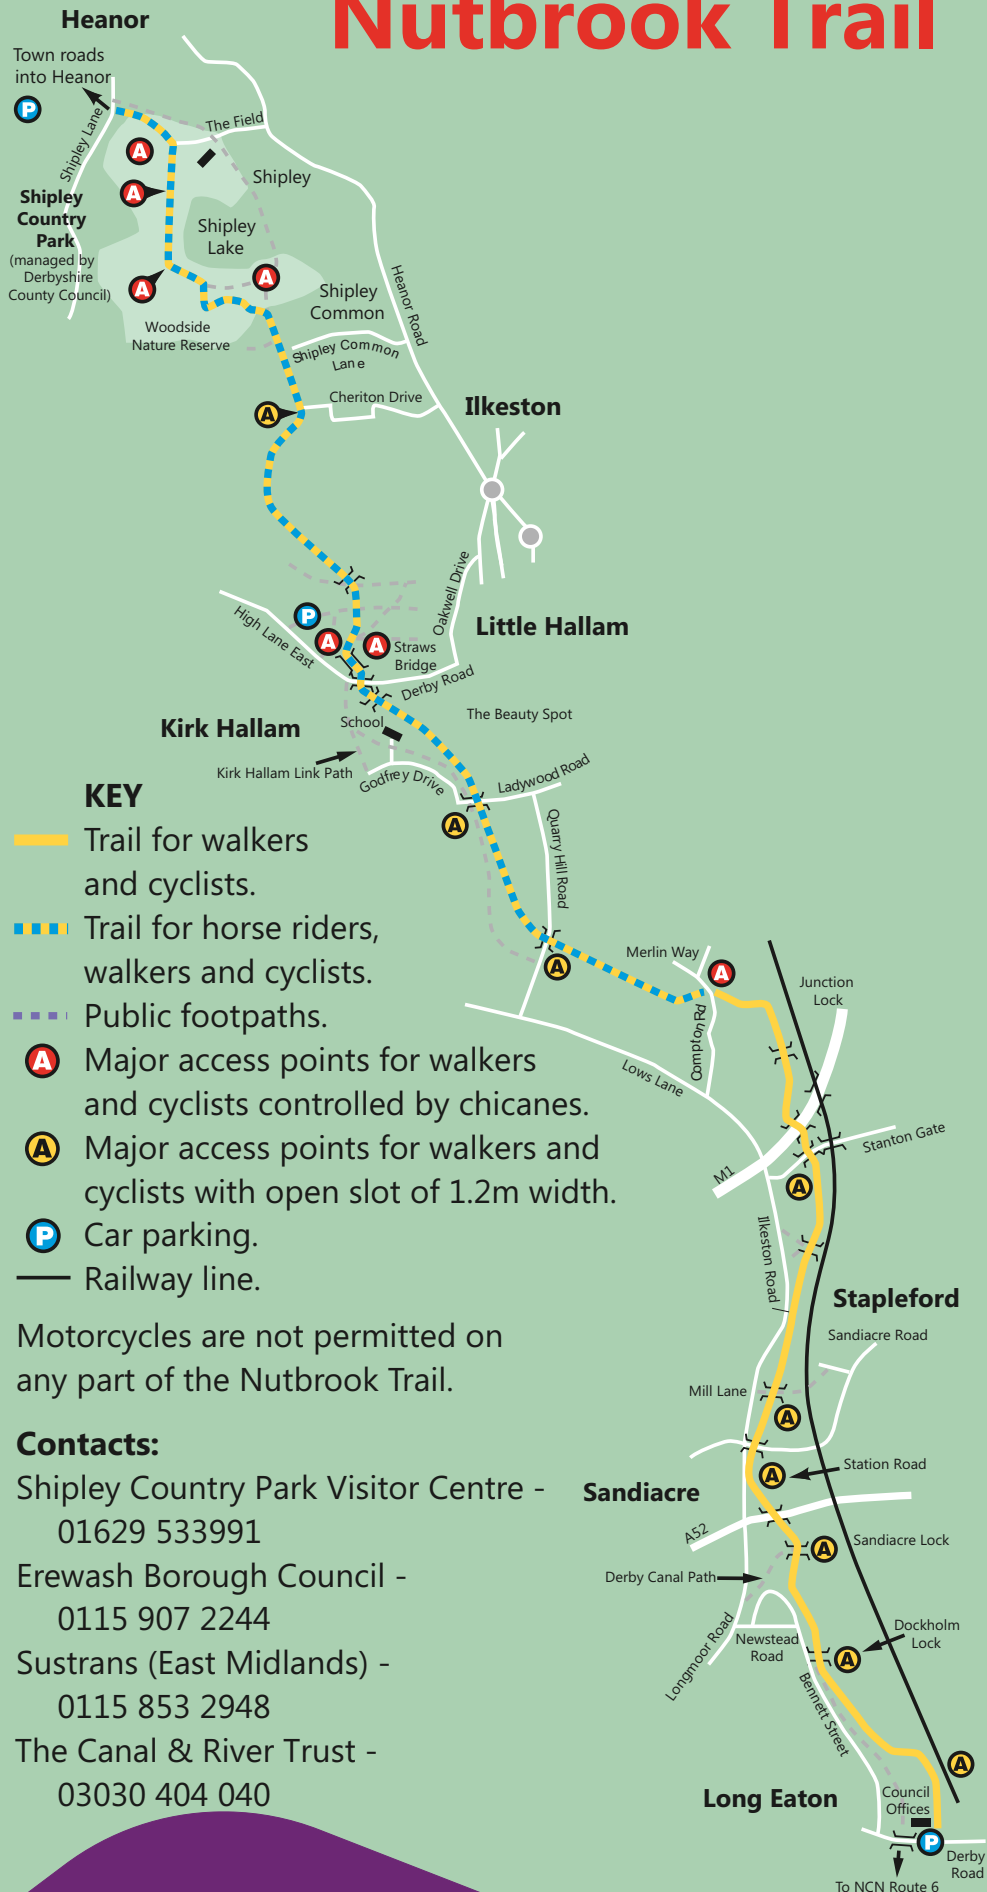 Nutbrook Trail
Heanor
Town roads
into Heanor
P
Shipley Lane
The Field
A
A
Shipley
Shipley
Country
Park
(managed by
Derbyshire
County Council)
Shipley
Lake
A
A
Shipley
Common
Heanor Road
Woodside
Nature Reserve
Shipley Common
Lane
Cheriton Drive
A
Ilkeston
Oakwell Drive
P
High Lane East
A
A
Straws
Bridge
Little Hallam
Derby Road
Kirk Hallam
School
The Beauty Spot
Kirk Hallam Link Path
Godfrey Drive
Ladywood Road
A
Quarry Hill Road
A
Merlin Way
A
Junction
Lock
Compton Rd
Lows Lane
M1
Stanton Gate
A
Ilkeston Road
Stapleford
Sandiacre Road
Mill Lane
A
Station Road
A
Sandiacre
A52
Sandiacre Lock
A
Derby Canal Path
Longmoor Road
Newstead
Road
Dockholm
Lock
A
Bennett Street
A
Long Eaton
Council
Offices
P
Derby
Road
To NCN Route 6
KEY
Trail for walkers
and cyclists.
Trail for horse riders,
walkers and cyclists.
Public footpaths.
A Major access points for walkers
and cyclists controlled by chicanes.
A Major access points for walkers and
cyclists with open slot of 1.2m width.
P Car parking.
Railway line.
Motorcycles are not permitted on
any part of the Nutbrook Trail.
Contacts:
Shipley Country Park Visitor Centre -
01629 533991
Erewash Borough Council -
0115 907 2244
Sustrans (East Midlands) -
0115 853 2948
The Canal & River Trust -
03030 404 040